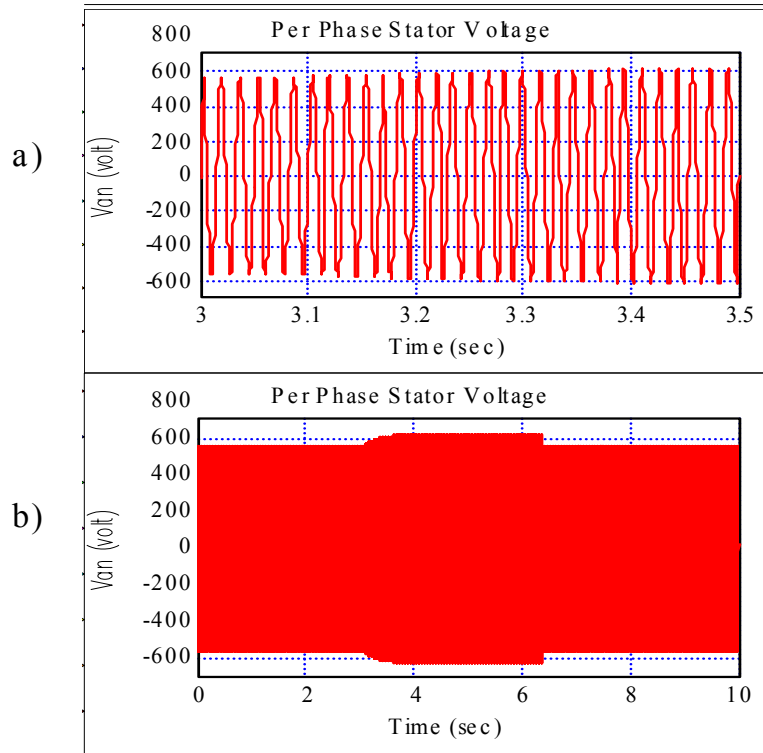 a)
Per Phase Stator Voltage
Van (volt)
800
600
400
200
0
-200
-400
-600
3 3.1 3.2 3.3 3.4 3.5
Time (sec)
b)
Per Phase Stator Voltage
Van (volt)
800
600
400
200
0
-200
-400
-600
0 2 4 6 8 10
Time (sec)